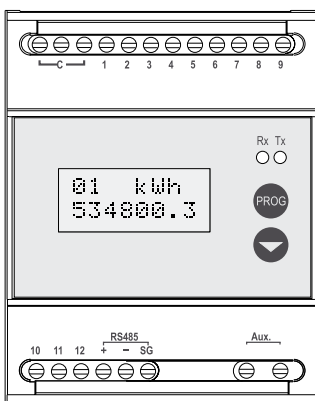 C 1 2 3 4 5 6 7 8 9
Rx Tx
01 kWh
534800.3
PROG
RS485 Aux.
10 11 12 + − SG